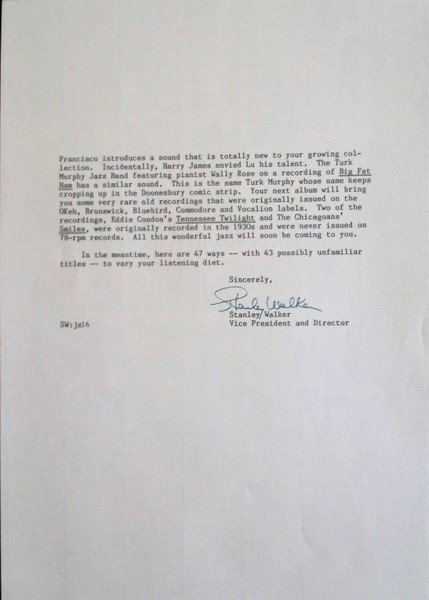 Francisco introduces a sound that is totally new to your growing col-
lection. Incidentally, Harry James envied Lu his talent. The Turk
Murphy Jazz Band featuring pianist Wally Rose on a recording of Big Fat
Ham has a similar sound. This is the same Turk Murphy whose name keeps
cropping up in the Doonesbury comic strip. Your next album will bring
you some very rare old recordings that were originally issued on the
OKeh, Brunswick, Bluebird, Commodore and Vocalion labels. Two of the
recordings, Eddie Condon's Tennessee Twilight and The Chicagoans'
Smiles, were originally recorded in the 1930s and were never issued on
78-rpm records. All this wonderful jazz will soon be coming to you.
In the meantime, here are 47 ways -- with 43 possibly unfamiliar
titles -- to vary your listening diet.
Sincerely,
Stanley Walker
Stanley Walker
Vice President and Director
SW:jz16